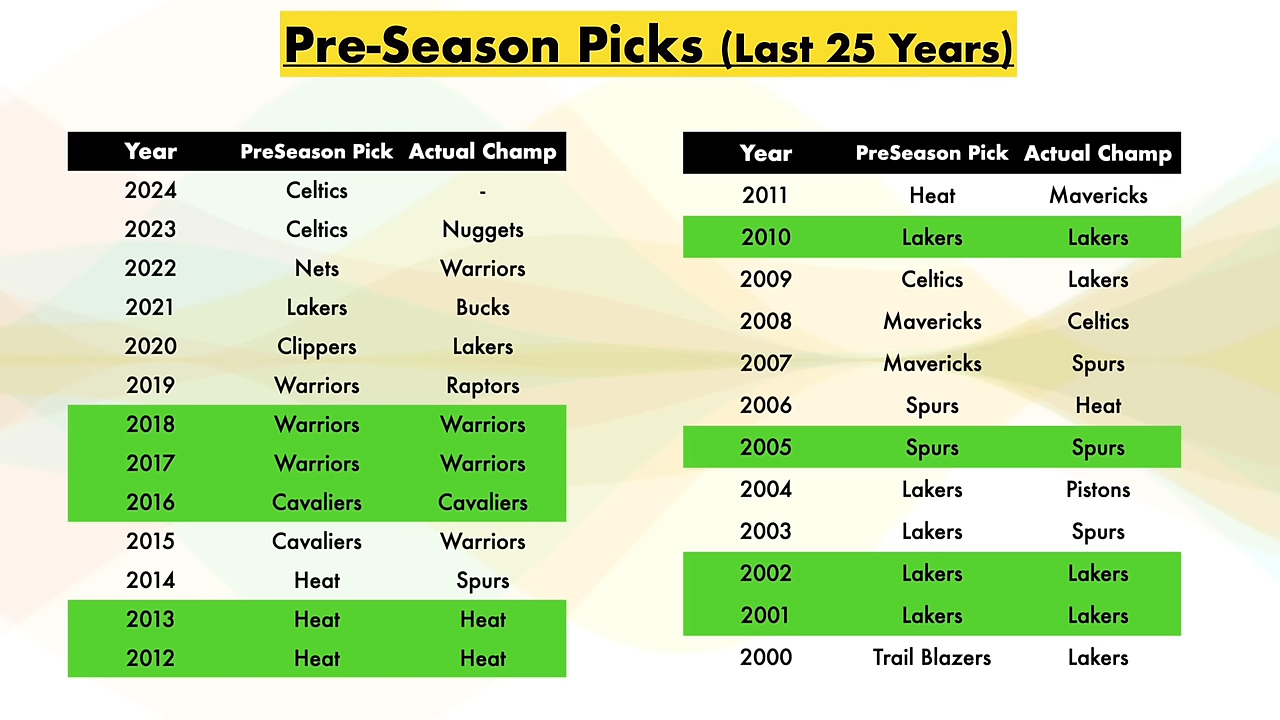 Pre-Season Picks (Last 25 Years)
Year PreSeason Pick Actual Champ
2024 Celtics -
2023 Celtics Nuggets
2022 Nets Warriors
2021 Lakers Bucks
2020 Clippers Lakers
2019 Warriors Raptors
2018 Warriors Warriors
2017 Warriors Warriors
2016 Cavaliers Cavaliers
2015 Cavaliers Warriors
2014 Heat Spurs
2013 Heat Heat
2012 Heat Heat
Year PreSeason Pick Actual Champ
2011 Heat Mavericks
2010 Lakers Lakers
2009 Celtics Lakers
2008 Mavericks Celtics
2007 Mavericks Spurs
2006 Spurs Heat
2005 Spurs Spurs
2004 Lakers Pistons
2003 Lakers Spurs
2002 Lakers Lakers
2001 Lakers Lakers
2000 Trail Blazers Lakers